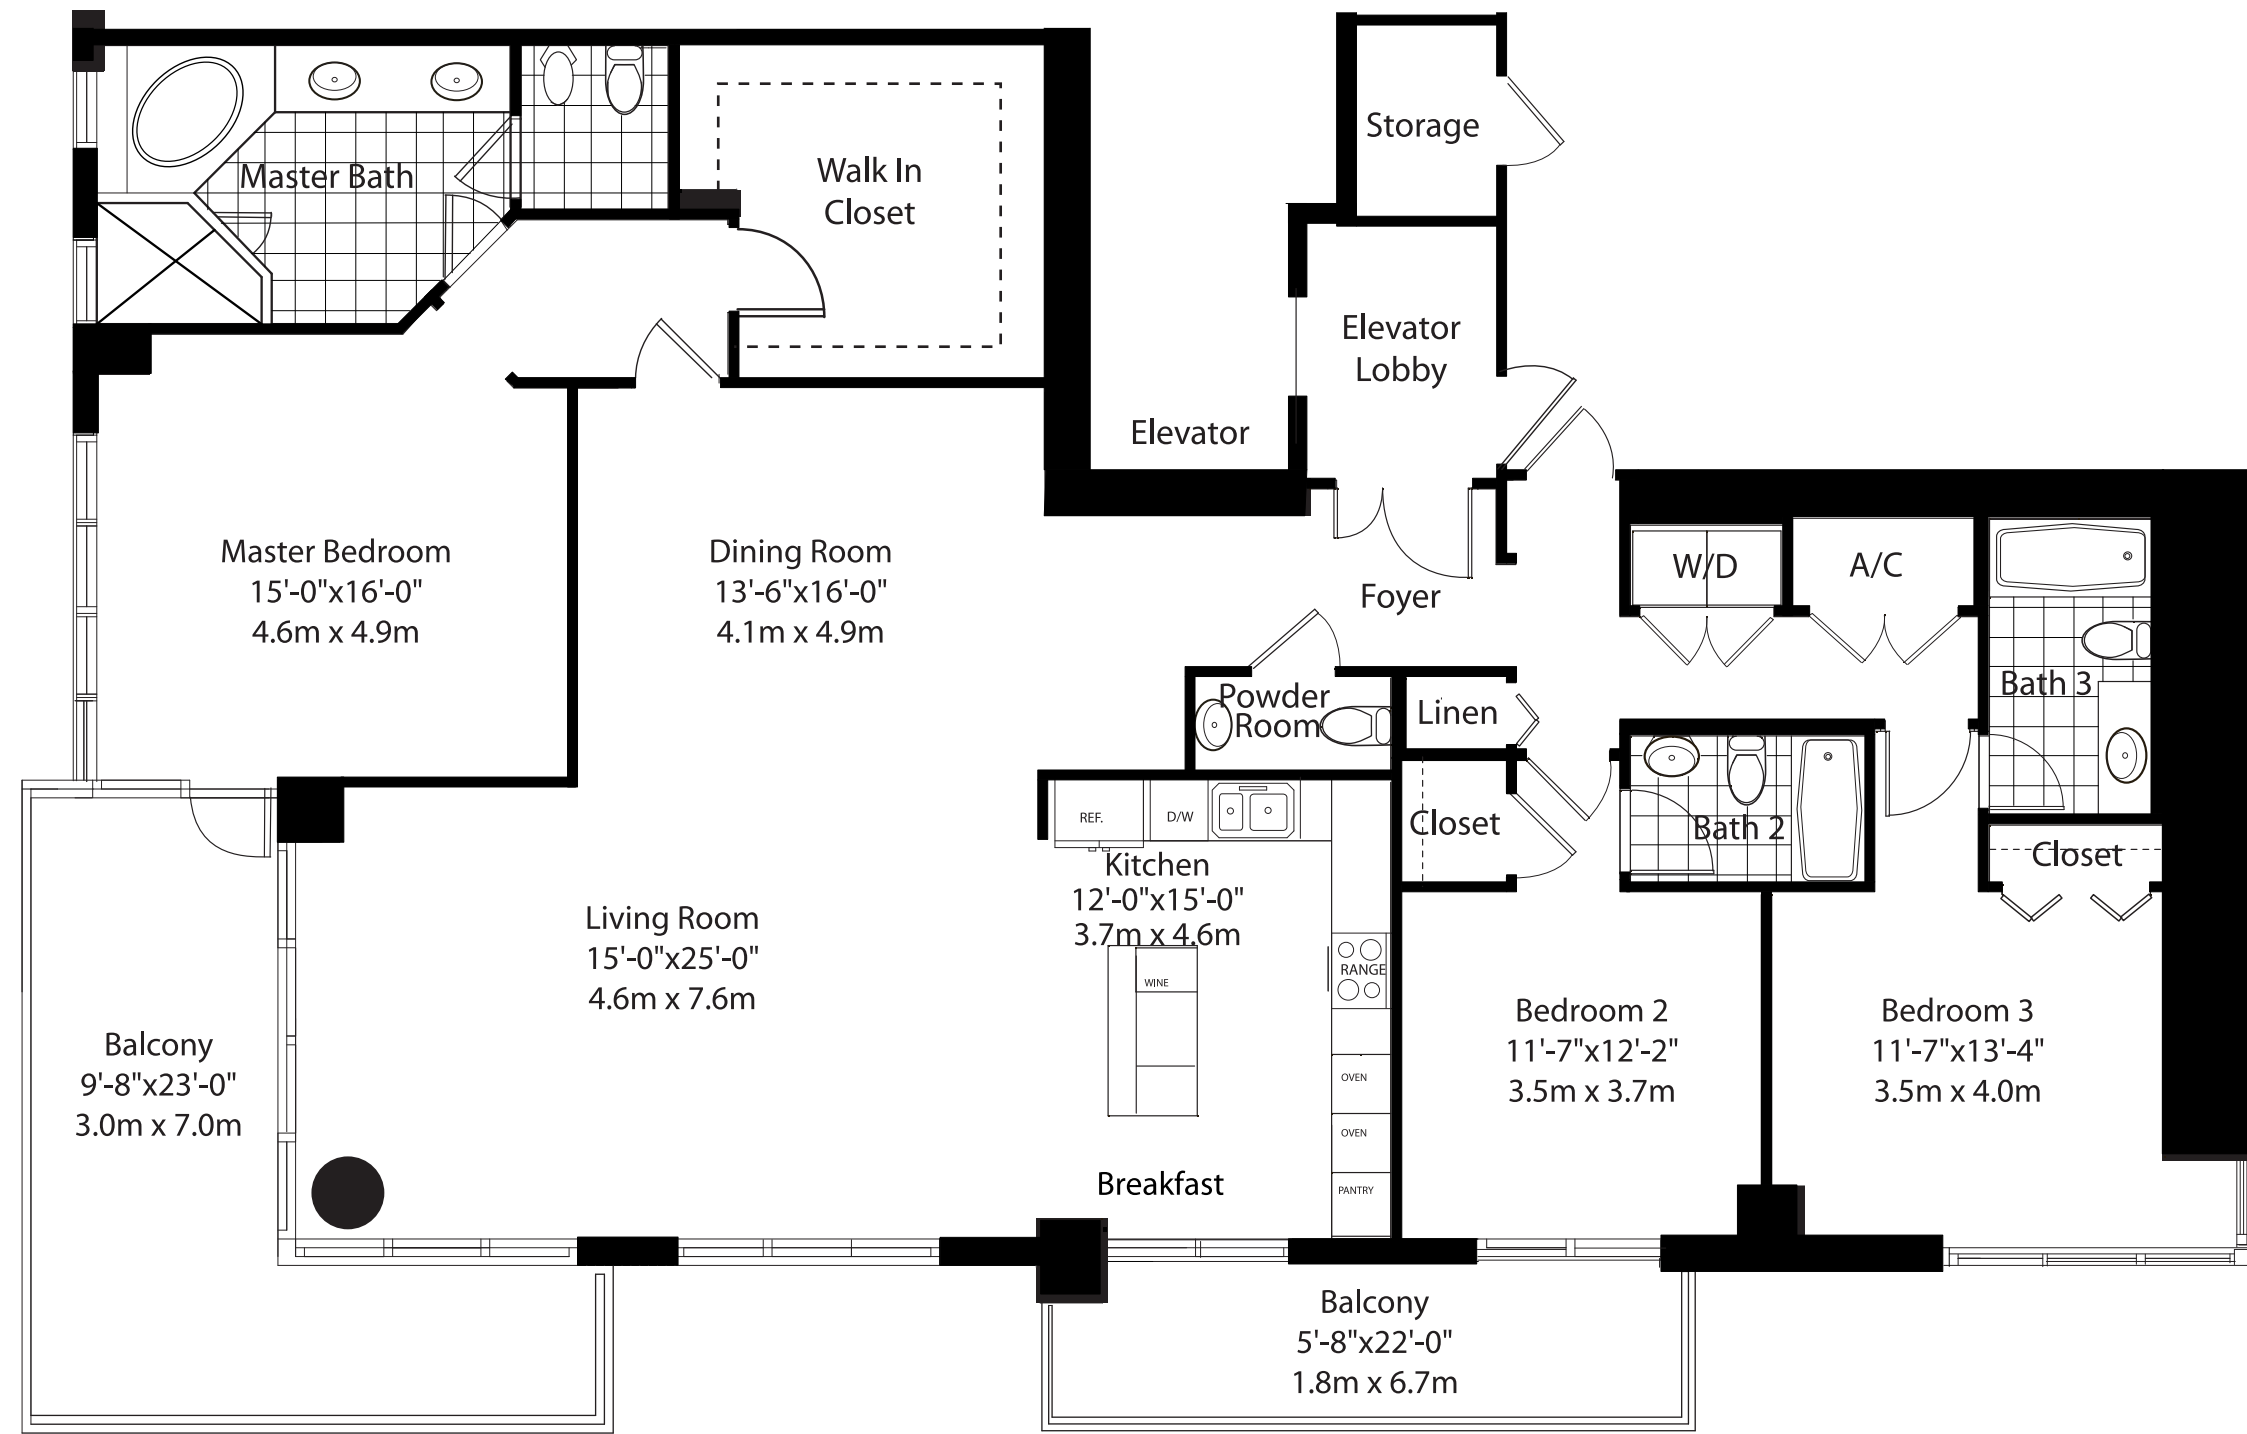 Master Bath
Walk In
Closet
Storage
Elevator
Lobby
Elevator
Master Bedroom
15'-0"x16'-0"
4.6m x 4.9m
Dining Room
13'-6"x16'-0"
4.1m x 4.9m
Foyer
W/D
A/C
Powder
Room
Linen
Bath 3
REF.
D/W
Closet
Bath 2
Closet
Kitchen
12'-0"x15'-0"
3.7m x 4.6m
Living Room
15'-0"x25'-0"
4.6m x 7.6m
WINE
RANGE
Bedroom 2
11'-7"x12'-2"
3.5m x 3.7m
Bedroom 3
11'-7"x13'-4"
3.5m x 4.0m
Balcony
9'-8"x23'-0"
3.0m x 7.0m
OVEN
OVEN
Breakfast
PANTRY
Balcony
5'-8"x22'-0"
1.8m x 6.7m